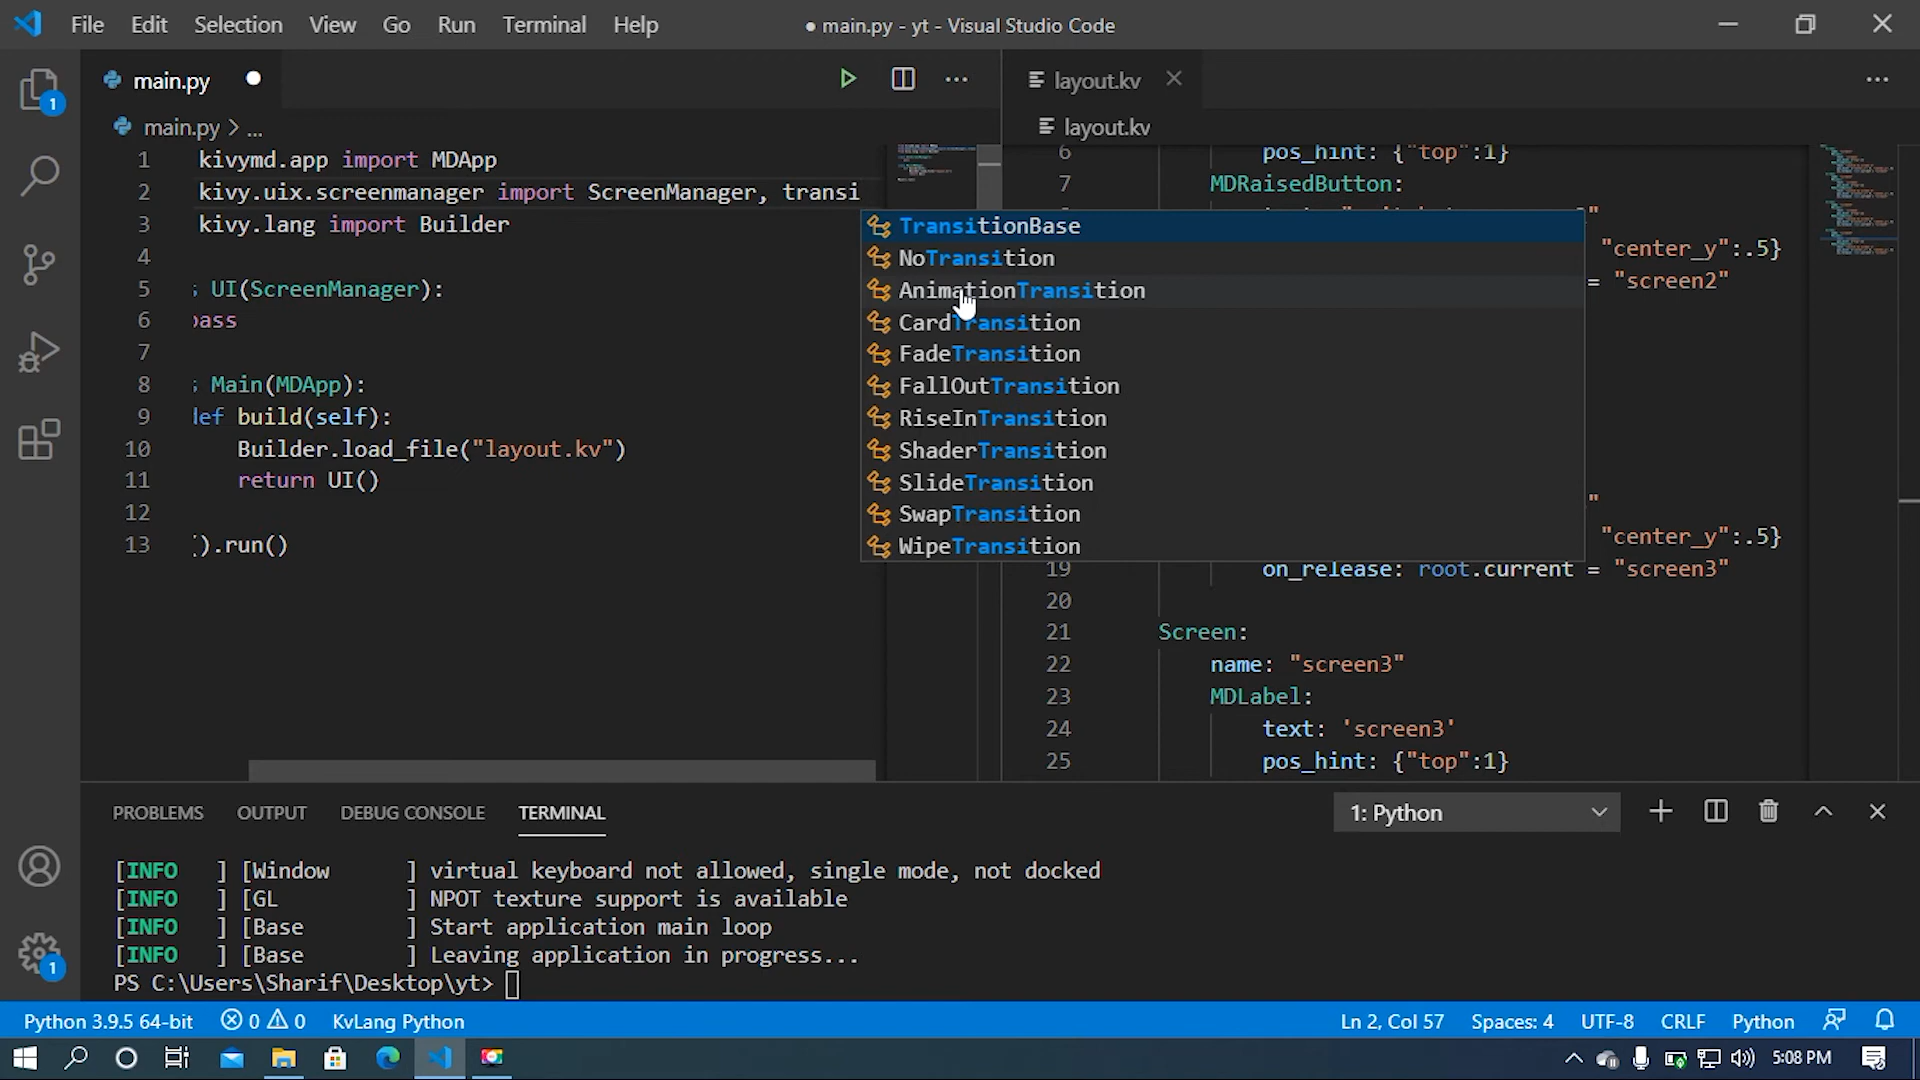 File Edit Selection View Go Run Terminal Help
● main.py - yt - Visual Studio Code
main.py
main.py > ...
1 kivymd.app import MDApp
2 kivy.uix.screenmanager import ScreenManager, transi
3 kivy.lang import Builder
4
5 UI(ScreenManager):
6 pass
7
8 Main(MDApp):
9 def build(self):
10 Builder.load_file("layout.kv")
11 return UI()
12
13 ).run()
TransitionBase
NoTransition
AnimationTransition
CardTransition
FadeTransition
FallOutTransition
RiseInTransition
ShaderTransition
SlideTransition
SwapTransition
WipeTransition
layout.kv
layout.kv
6 pos_hint: {"top":1}
7 MDRaisedButton:
"center_y":.5}
= "screen2"
"
"center_y":.5}
19 on_release: root.current = "screen3"
20
21 Screen:
22 name: "screen3"
23 MDLabel:
24 text: 'screen3'
25 pos_hint: {"top":1}
PROBLEMS OUTPUT DEBUG CONSOLE TERMINAL
1: Python
[INFO ] [Window ] virtual keyboard not allowed, single mode, not docked
[INFO ] [GL ] NPOT texture support is available
[INFO ] [Base ] Start application main loop
[INFO ] [Base ] Leaving application in progress...
PS C:\Users\Sharif\Desktop\yt>
Python 3.9.5 64-bit 0 0 KvLang Python
Ln 2, Col 57 Spaces: 4 UTF-8 CRLF Python
5:08 PM
1
1